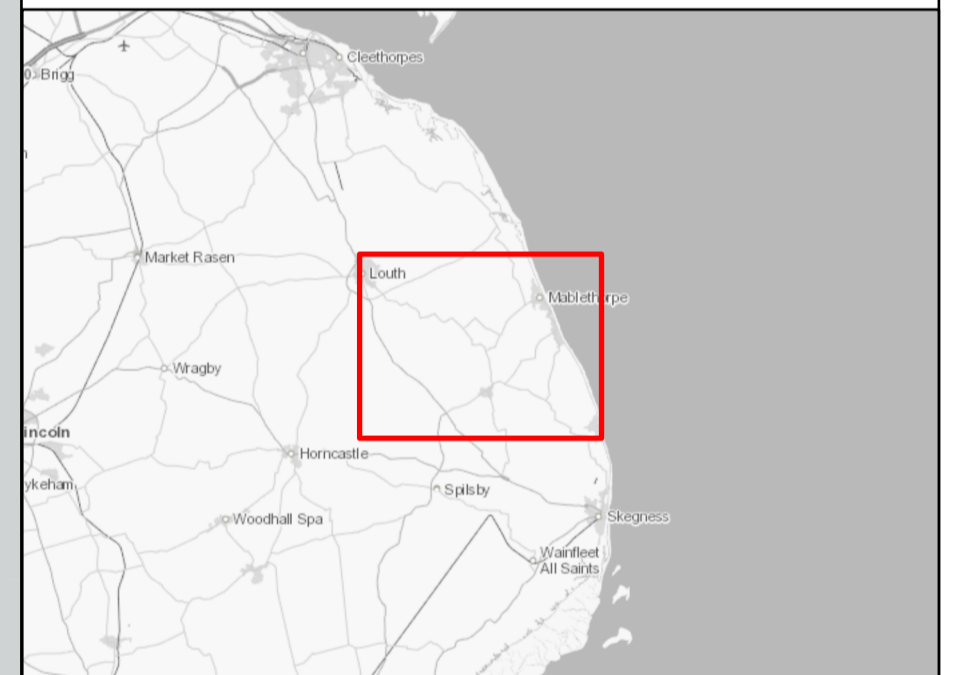 Cleethorpes
Brigg
Market Rasen
Louth
Mablethorpe
Wragby
incoln
Horncastle
ykeham
Spilsby
Woodhall Spa
Skegness
Wainfleet
All Saints